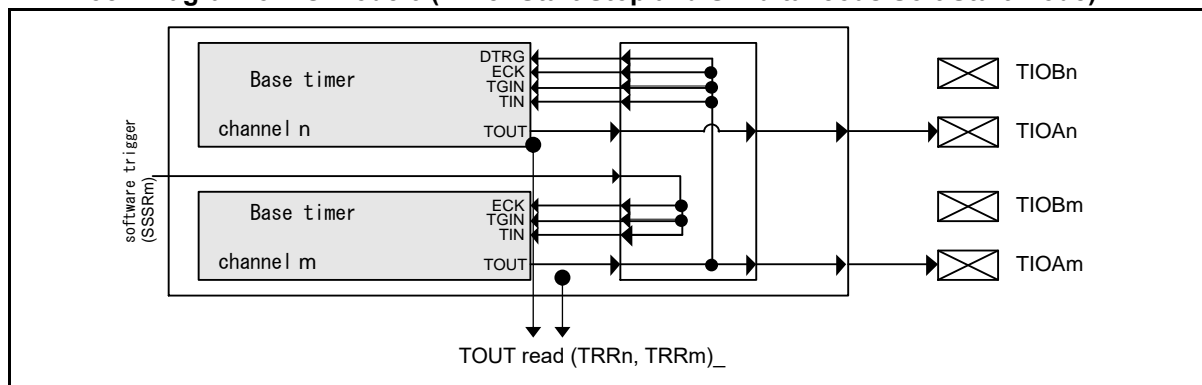 DTRG
ECK
TGIN
TIN
TOUT
Base timer
channel n
TIOBn
TIOAn
software trigger
(SSSRm)
ECK
TGIN
TIN
TOUT
Base timer
channel m
TIOBm
TIOAm
TOUT read (TRRn, TRRm)_